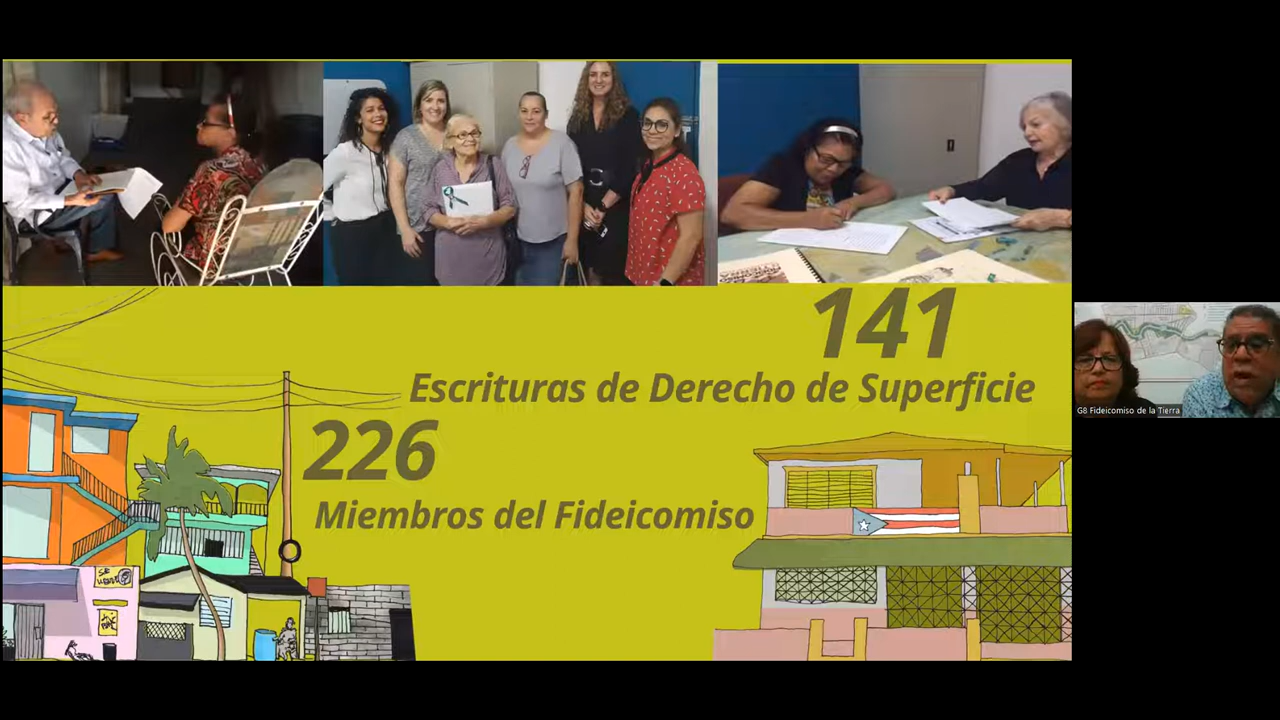 141
Escrituras de Derecho de Superficie
226
Miembros del Fideicomiso
G8 Fideicomiso de la Tierra